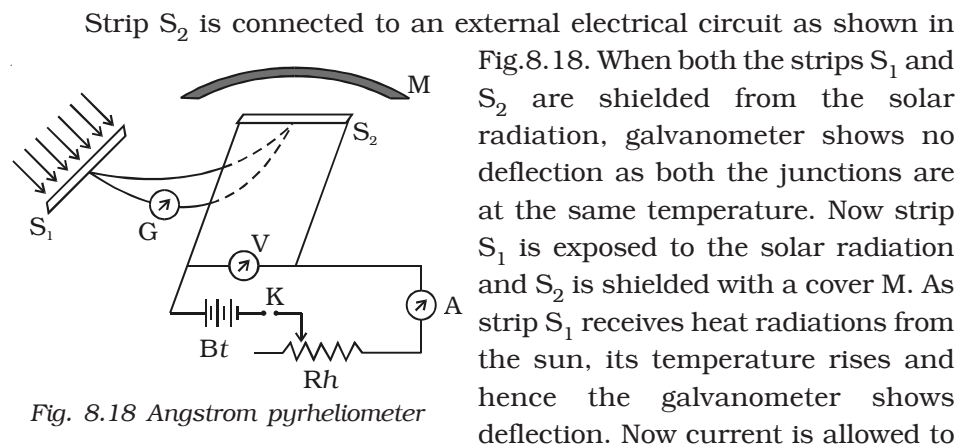 Strip S₂ is connected to an external electrical circuit as shown in
Fig.8.18. When both the strips S₁ and
S₂ are shielded from the solar
radiation, galvanometer shows no
deflection as both the junctions are
at the same temperature. Now strip
S₁ is exposed to the solar radiation
and S₂ is shielded with a cover M. As
strip S₁ receives heat radiations from
the sun, its temperature rises and
hence the galvanometer shows
deflection. Now current is allowed to
M
S₂
S₁
G
V
K
A
Bt
Rh
Fig. 8.18 Angstrom pyrheliometer